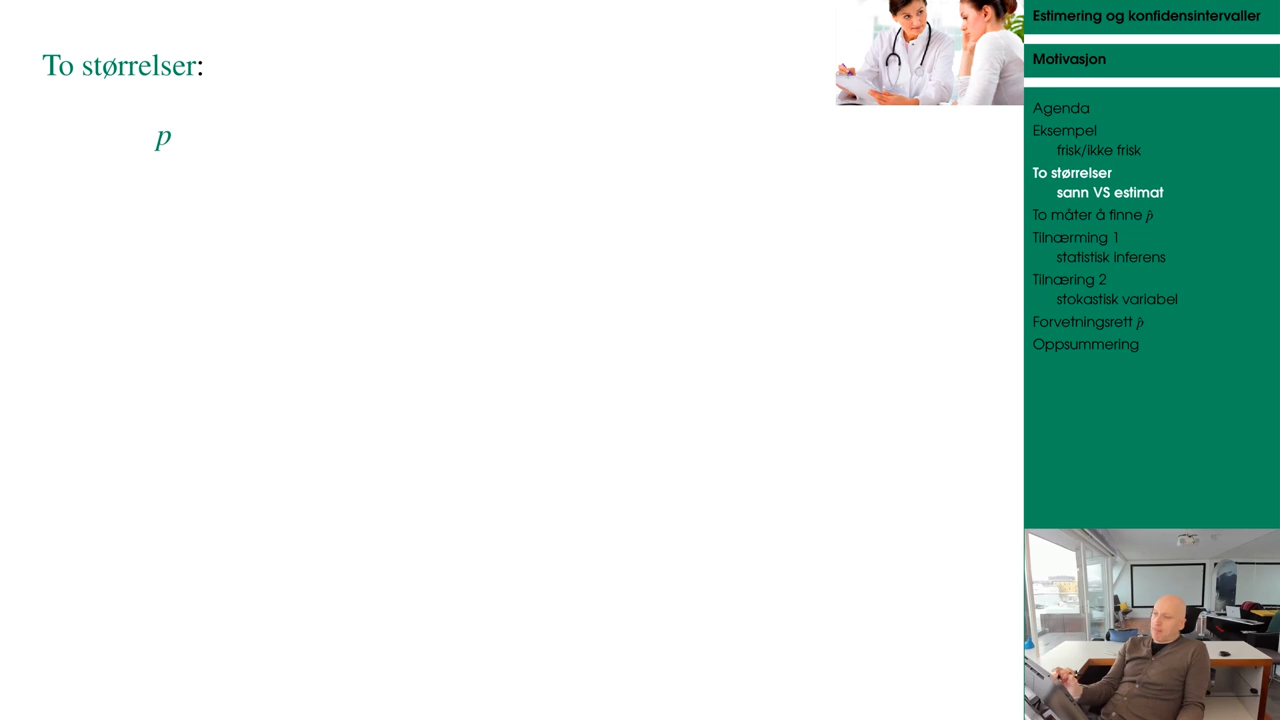 To størrelser:
p
Estimering og konfidensintervaller
Motivasjon
Agenda
Eksempel
frisk/ikke frisk
To størrelser
sann VS estimat
To måter å finne p̂
Tilnærming 1
statistisk inferens
Tilnæring 2
stokastisk variabel
Forvetningsrett p̂
Oppsummering